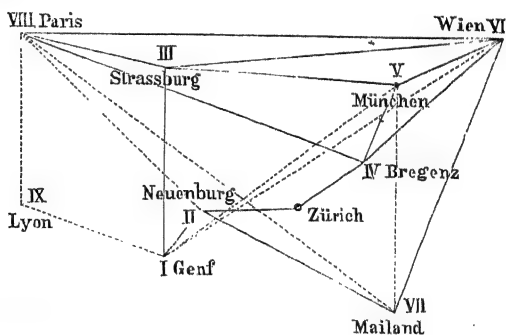 VIII. Paris
Wien VI
III
Strassburg
V
München
IV Bregenz
Neuenburg
II
Zürich
IX
Lyon
I Genf
VII
Mailand